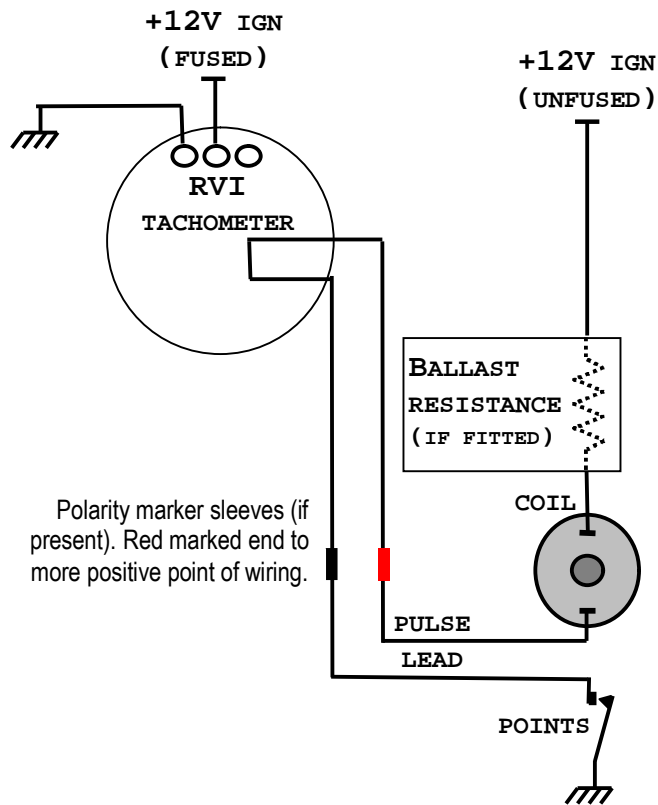 +12V IGN
(FUSED)
+12V IGN
(UNFUSED)
RVI
TACHOMETER
BALLAST
RESISTANCE
(IF FITTED)
COIL
Polarity marker sleeves (if
present). Red marked end to
more positive point of wiring.
PULSE
LEAD
POINTS